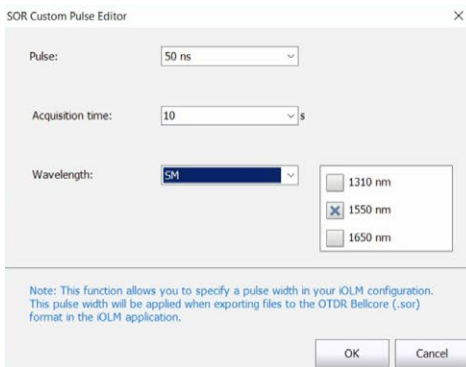 SOR Custom Pulse Editor
Pulse: 50 ns
Acquisition time: 10 s
Wavelength: SM
1310 nm
1550 nm
1650 nm
Note: This function allows you to specify a pulse width in your iOLM configuration.
This pulse width will be applied when exporting files to the OTDR Bellcore (.sor)
format in the iOLM application.
OK Cancel